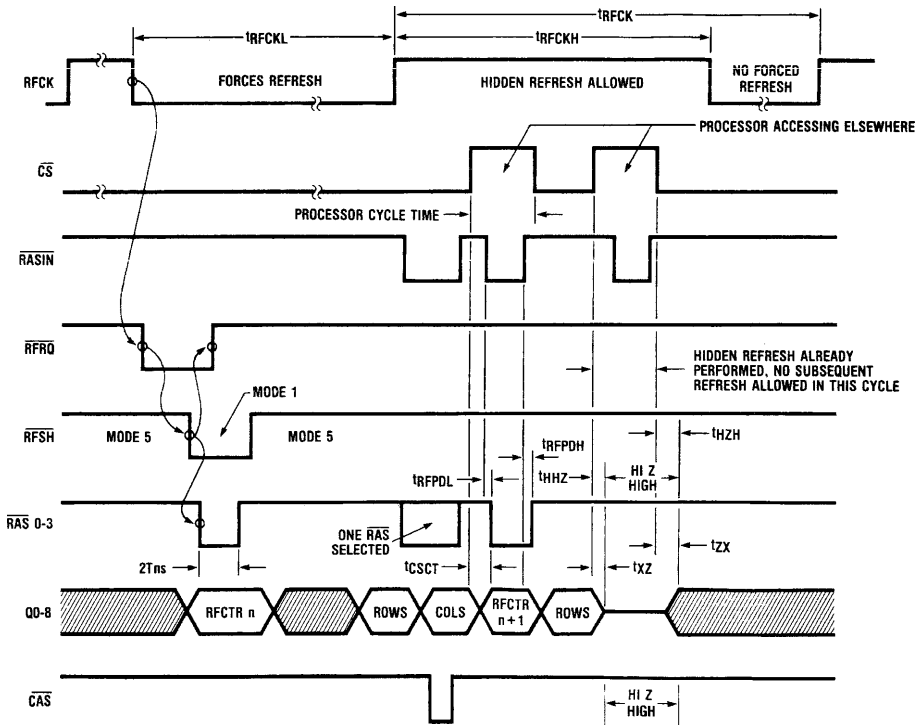 tRFCK
tRFCKL
tRFCKH
RFCK
FORCES REFRESH
HIDDEN REFRESH ALLOWED
NO FORCED
REFRESH
PROCESSOR ACCESSING ELSEWHERE
CS
PROCESSOR CYCLE TIME
RASIN
RFRQ
HIDDEN REFRESH ALREADY
PERFORMED, NO SUBSEQUENT
REFRESH ALLOWED IN THIS CYCLE
MODE 1
RFSH
MODE 5
MODE 5
tHZH
tRFPDH
tRFPDL
tHHZ
HI Z
HIGH
RAS 0-3
ONE RAS
SELECTED
2Tns
tCSCT
tXZ
tZX
Q0-8
RFCTR n
ROWS
COLS
RFCTR
n+1
ROWS
CAS
HI Z
HIGH